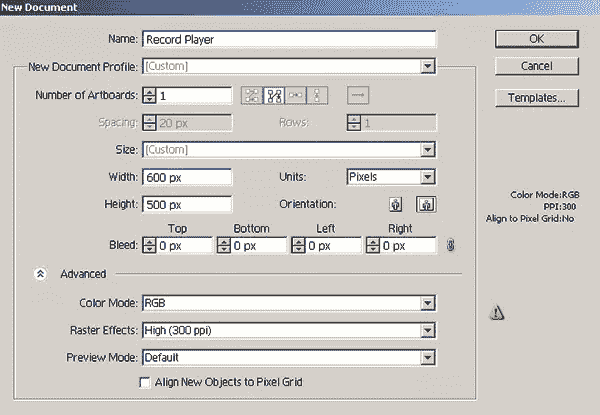 New Document
Name: Record Player
OK
New Document Profile: [Custom]
Cancel
Number of Artboards: 1
Templates...
Spacing: 20 px Rows: 1
Size: [Custom]
Width: 600 px Units: Pixels
Height: 500 px Orientation:
Color Mode:RGB
PPI:300
Align to Pixel Grid:No
Top Bottom Left Right
Bleed: 0 px 0 px 0 px 0 px
Advanced
Color Mode: RGB
Raster Effects: High (300 ppi)
Preview Mode: Default
Align New Objects to Pixel Grid